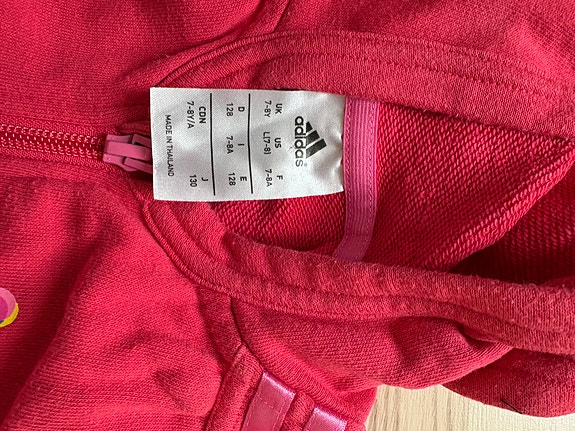 adidas
UK US F
7-8Y L(7-8) 7-8A
D I E
128 7-8A 128
CDN J
7-8Y/A 130
MADE IN THAILAND